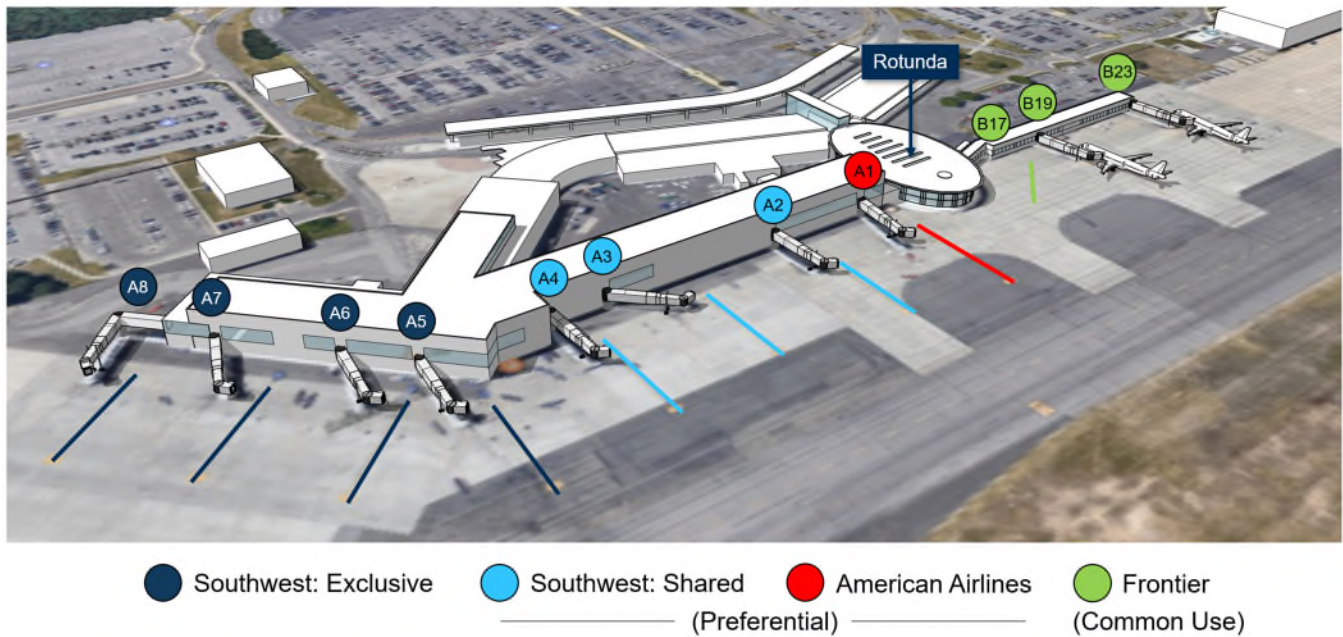 Rotunda
B23
B19
B17
A1
A2
A3
A4
A8
A7
A6
A5
Southwest: Exclusive
Southwest: Shared
American Airlines
Frontier
(Preferential)
(Common Use)